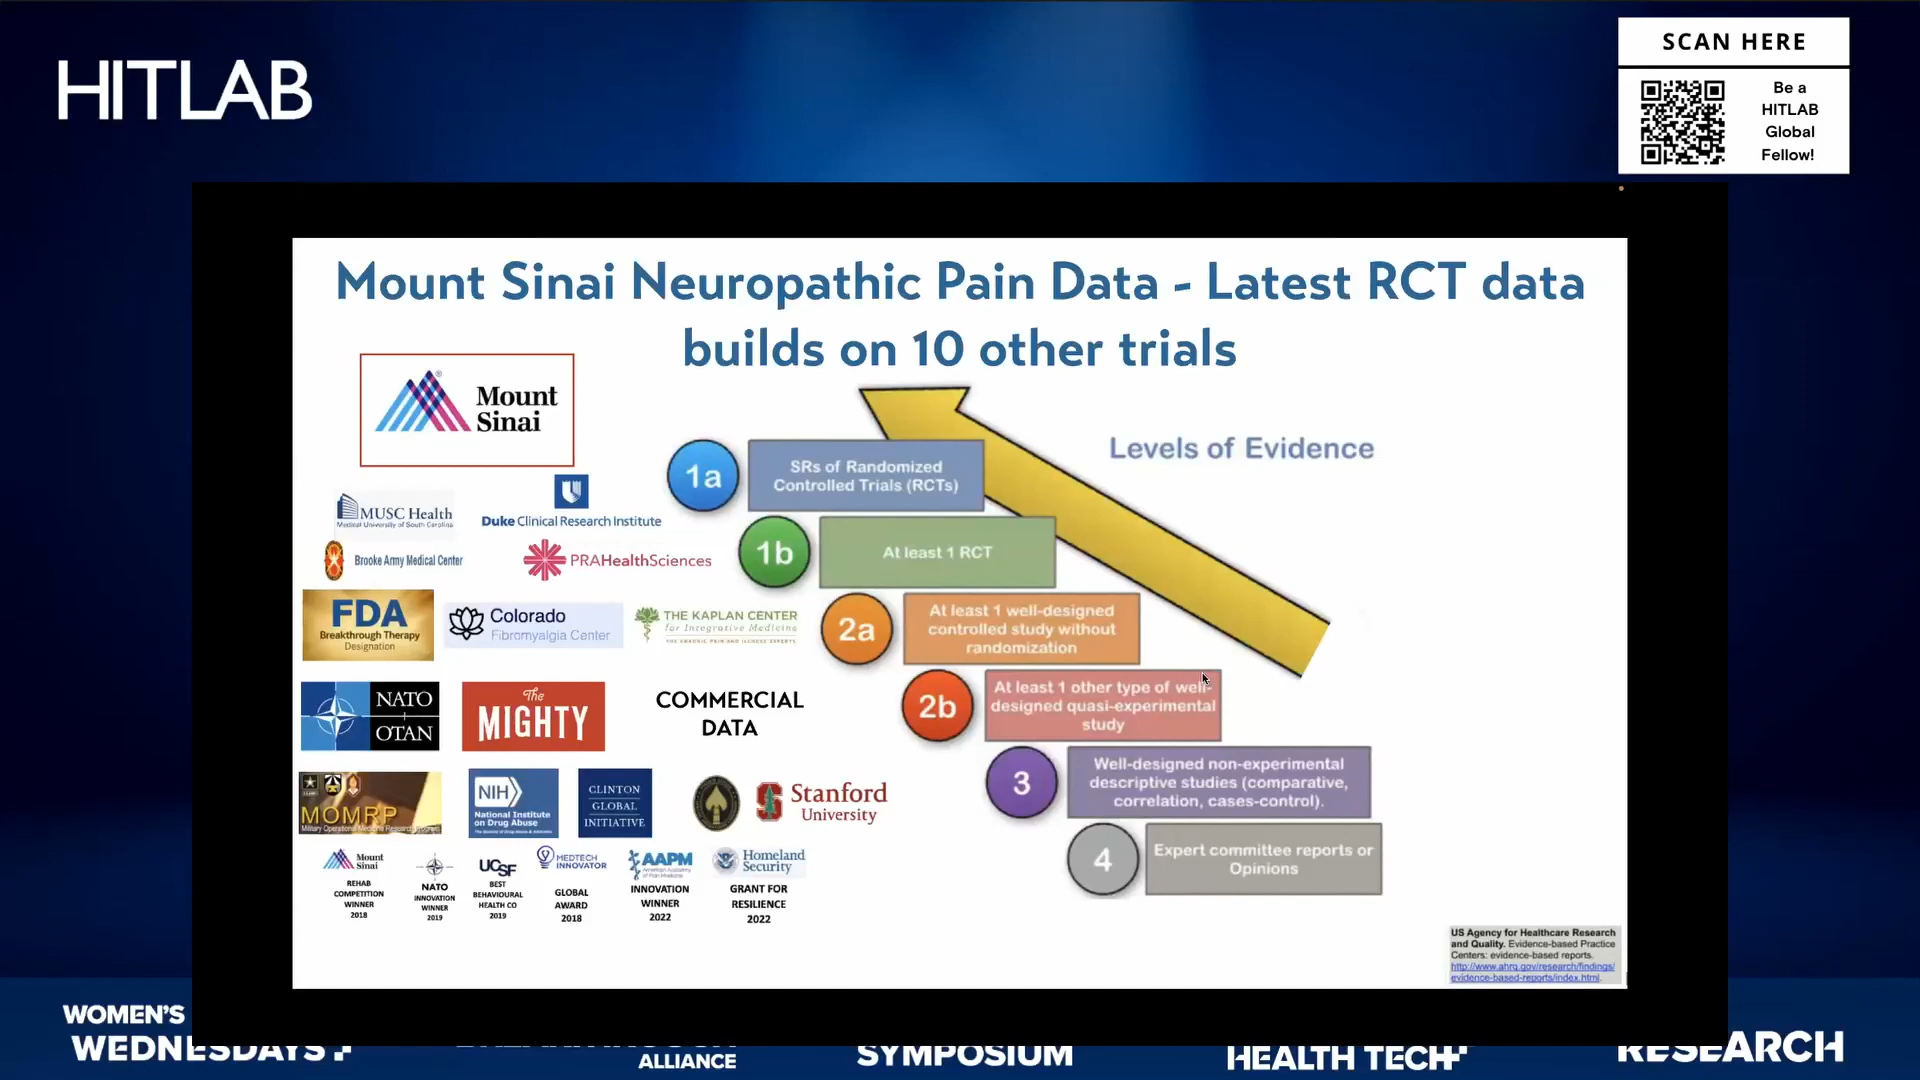 HITLAB
SCAN HERE
Be a
HITLAB
Global
Fellow!
Mount Sinai Neuropathic Pain Data - Latest RCT data
builds on 10 other trials
Mount
Sinai
®
MUSC Health
Medical University of South Carolina
Duke Clinical Research Institute
Brooke Army Medical Center
PRAHealthSciences
FDA
Breakthrough Therapy
Designation
Colorado
Fibromyalgia Center
THE KAPLAN CENTER
for Integrative Medicine
THE CHRONIC PAIN AND ILLNESS EXPERTS
NATO
OTAN
The
MIGHTY
COMMERCIAL
DATA
MOMRP
Military Operational Medicine Research Program
NIH
National Institute
on Drug Abuse
CLINTON
GLOBAL
INITIATIVE
Stanford
University
Mount
Sinai
REHAB
COMPETITION
WINNER
2018
NATO
INNOVATION
WINNER
2019
UCSF
BEST
BEHAVIOURAL
HEALTH CO
2019
MEDTECH
INNOVATOR
GLOBAL
AWARD
2018
AAPM
American Academy
of Pain Medicine
INNOVATION
WINNER
2022
Homeland
Security
GRANT FOR
RESILIENCE
2022
Levels of Evidence
1a
SRs of Randomized
Controlled Trials (RCTs)
1b
At least 1 RCT
2a
At least 1 well-designed
controlled study without
randomization
2b
At least 1 other type of well-
designed quasi-experimental
study
3
Well-designed non-experimental
descriptive studies (comparative,
correlation, cases-control).
4
Expert committee reports or
Opinions
US Agency for Healthcare Research
and Quality. Evidence-based Practice
Centers: evidence-based reports.
http://www.ahrq.gov/research/findings/
evidence-based-reports/index.html.
WOMEN'S
WEDNESDAYS
ALLIANCE
SYMPOSIUM
HEALTH TECH
RESEARCH